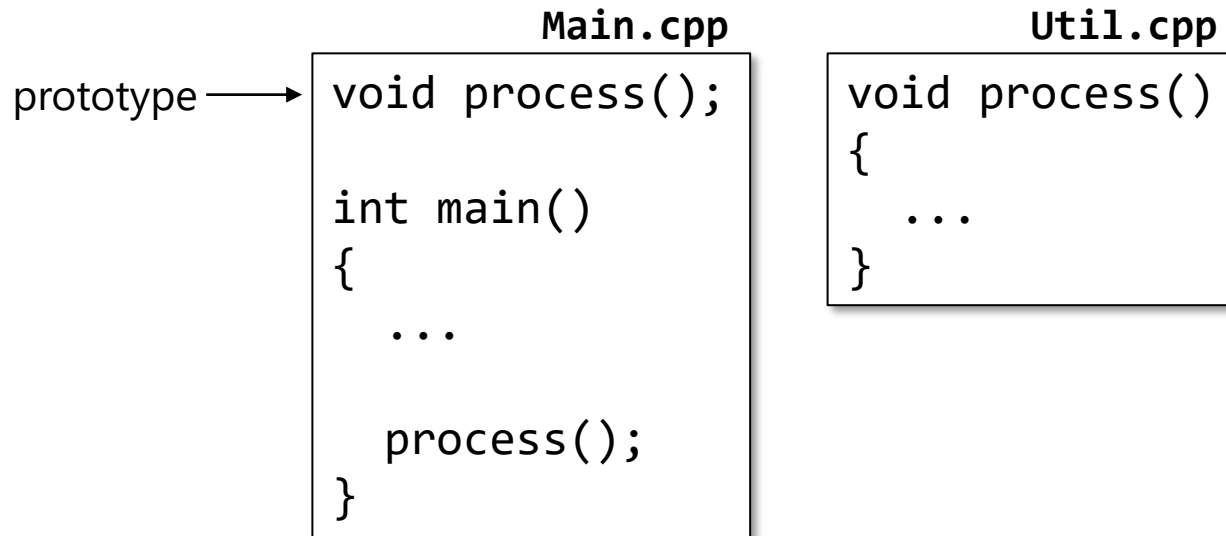 Main.cpp
prototype
void process();
int main()
{
...
process();
}
Util.cpp
void process()
{
...
}